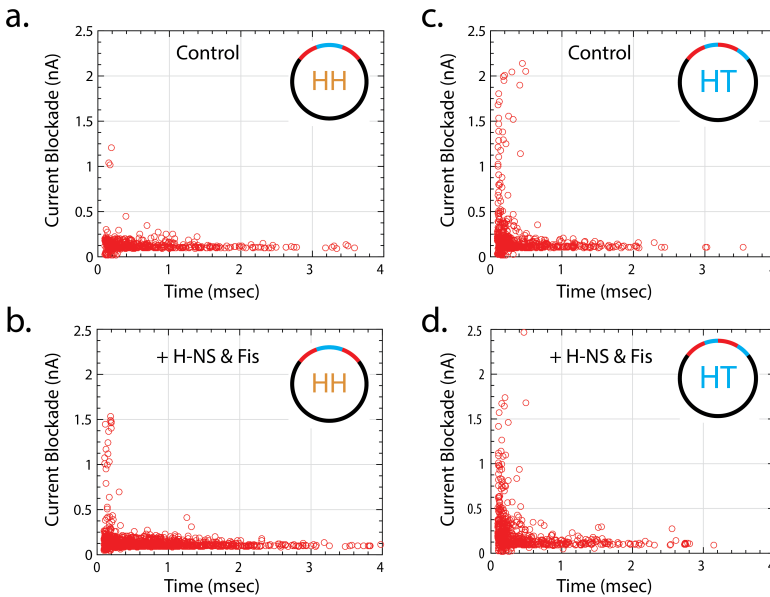 a.
Control
HH
Current Blockade (nA)
2.5
2
1.5
1
0.5
0
0 1 2 3 4
Time (msec)
c.
Control
HT
Current Blockade (nA)
2.5
2
1.5
1
0.5
0
0 1 2 3 4
Time (msec)
b.
+ H-NS & Fis
HH
Current Blockade (nA)
2.5
2
1.5
1
0.5
0
0 1 2 3 4
Time (msec)
d.
+ H-NS & Fis
HT
Current Blockade (nA)
2.5
2
1.5
1
0.5
0
0 1 2 3 4
Time (msec)